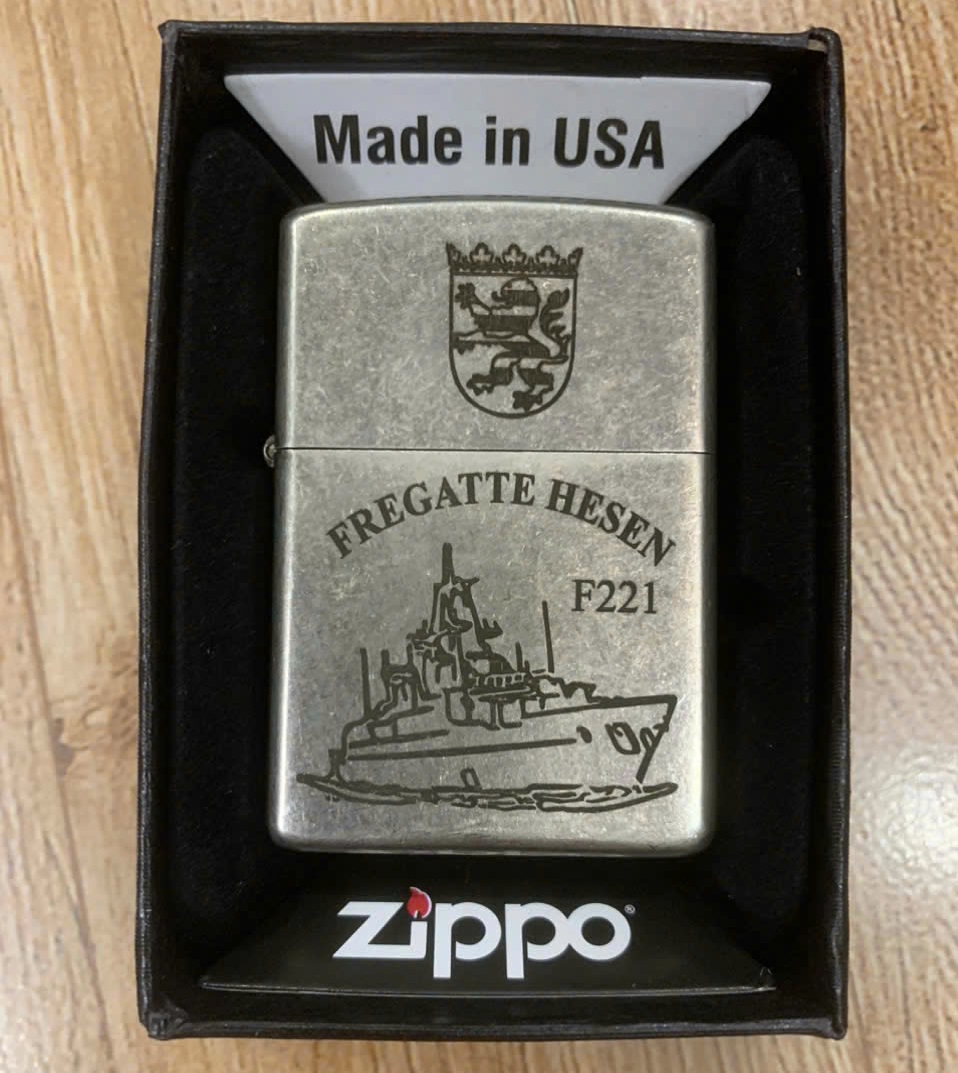 Made in USA
FREGATTE HESEN
F221
zippo®